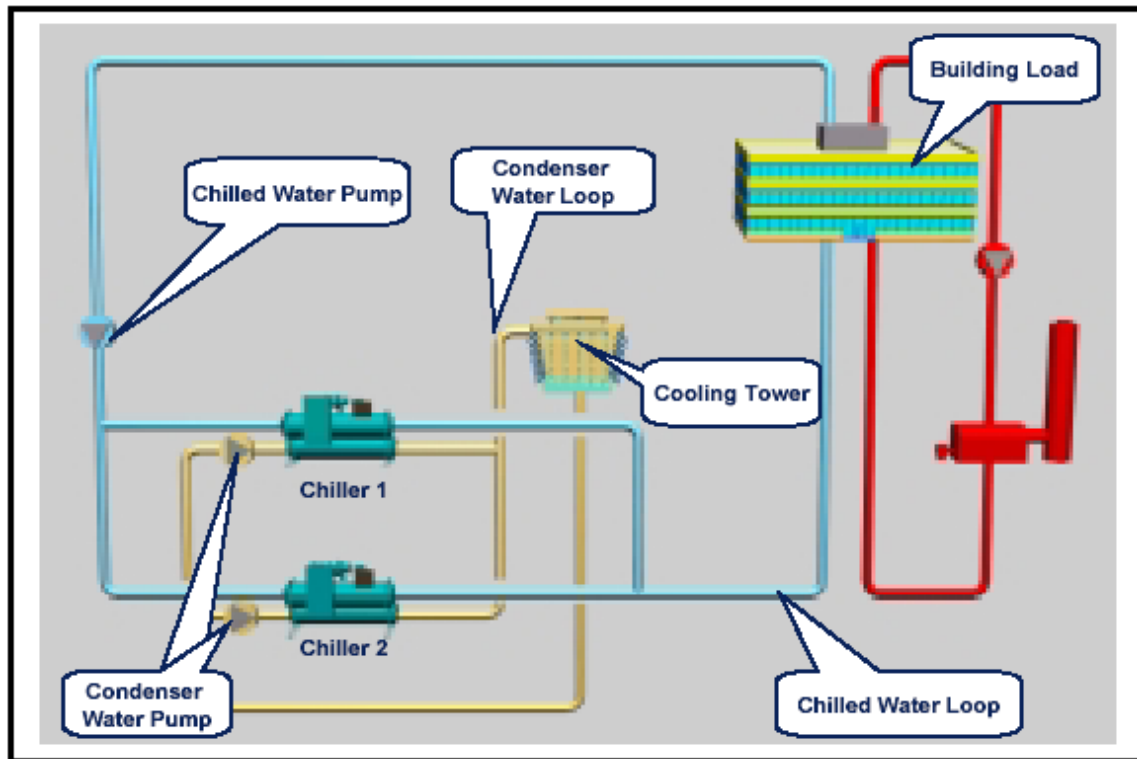 Building Load
Condenser
Water Loop
Chilled Water Pump
Cooling Tower
Chiller 1
Chiller 2
Condenser
Water Pump
Chilled Water Loop